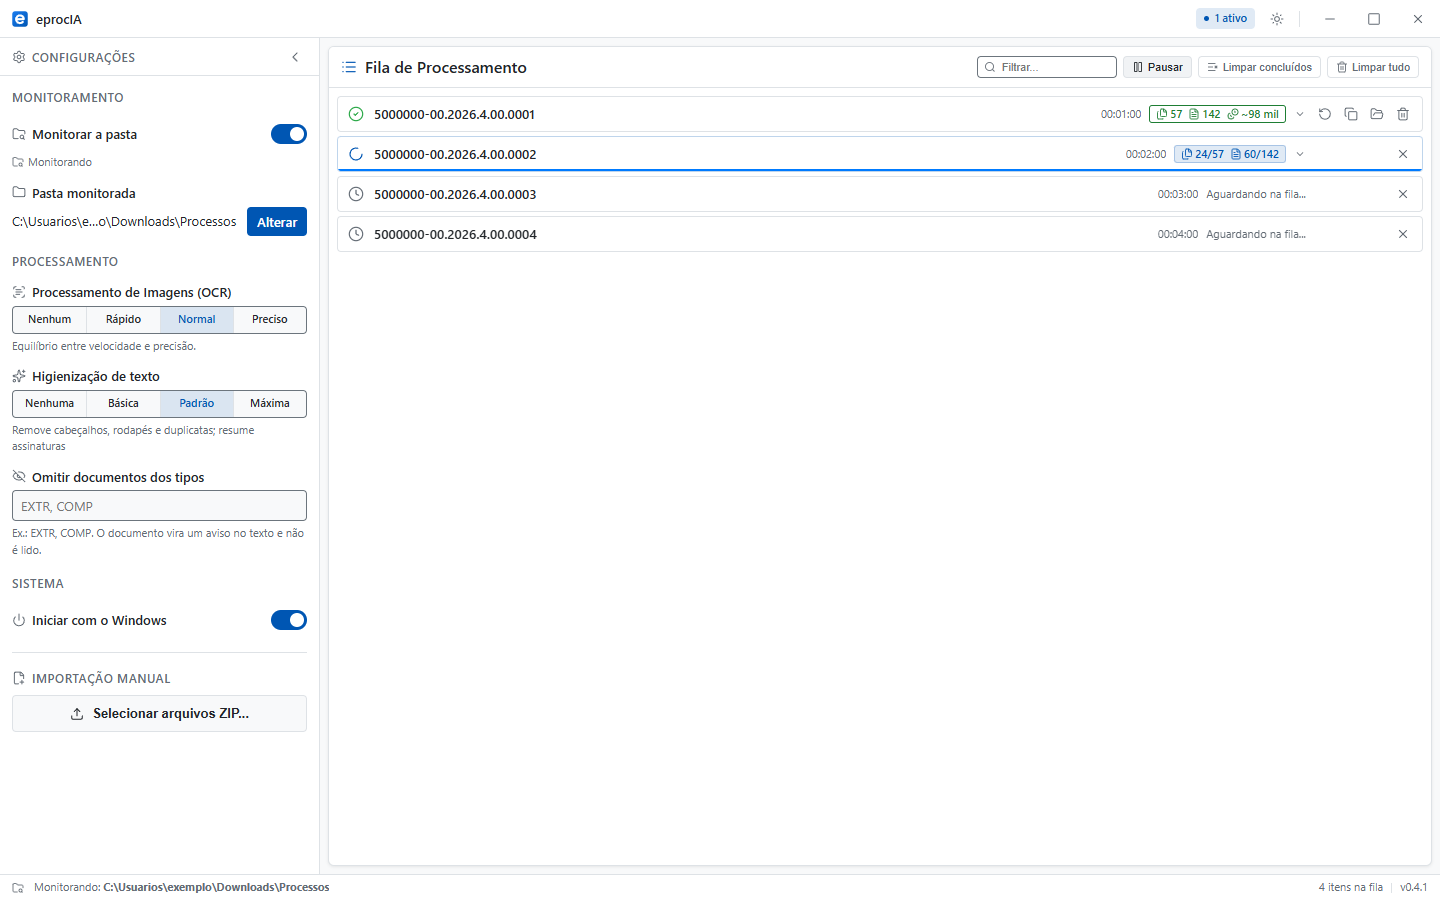 eprocIA
1 ativo
CONFIGURAÇÕES
MONITORAMENTO
Monitorar a pasta
Monitorando
Pasta monitorada
C:\Usuarios\e...o\Downloads\Processos
Alterar
PROCESSAMENTO
Processamento de Imagens (OCR)
Nenhum Rápido Normal Preciso
Equilíbrio entre velocidade e precisão.
Higienização de texto
Nenhuma Básica Padrão Máxima
Remove cabeçalhos, rodapés e duplicatas; resume
assinaturas
Omitir documentos dos tipos
EXTR, COMP
Ex.: EXTR, COMP. O documento vira um aviso no texto e não
é lido.
SISTEMA
Iniciar com o Windows
IMPORTAÇÃO MANUAL
Selecionar arquivos ZIP...
Fila de Processamento
Filtrar...
Pausar
Limpar concluídos
Limpar tudo
5000000-00.2026.4.00.0001 00:01:00 57 142 ~98 mil
5000000-00.2026.4.00.0002 00:02:00 24/57 60/142
5000000-00.2026.4.00.0003 00:03:00 Aguardando na fila...
5000000-00.2026.4.00.0004 00:04:00 Aguardando na fila...
Monitorando: C:\Usuarios\exemplo\Downloads\Processos
4 itens na fila
v0.4.1